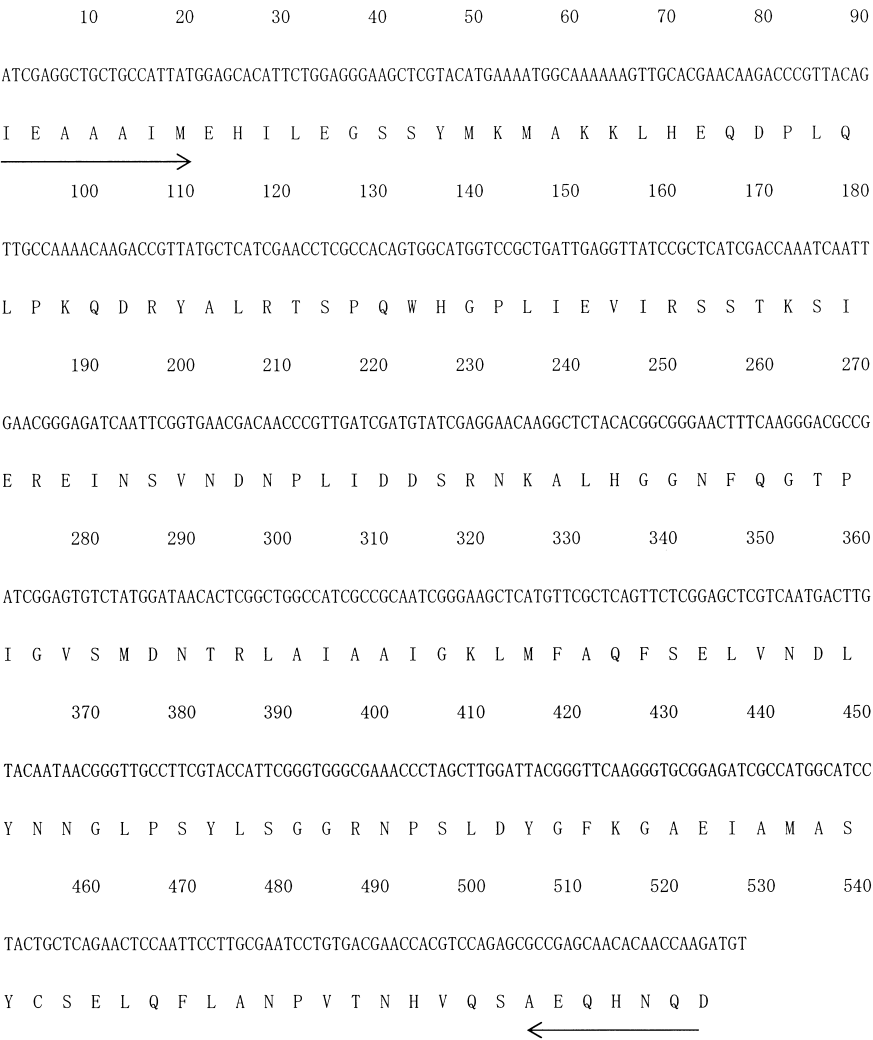 10 20 30 40 50 60 70 80 90
ATCGAGGCTGCTGCCATTATGGAGCACATTCTGGAGGGAAGCTCGTACATGAAAATGGCAAAAAAGTTGCACGAACAAGACCCGTTACAG
I E A A A I M E H I L E G S S Y M K M A K K L H E Q D P L Q
100 110 120 130 140 150 160 170 180
TTGCCAAAACAAGACCGTTATGCTCATCGAACCTCGCCACAGTGGCATGGTCCGCTGATTGAGGTTATCCGCTCATCGACCAAATCAATT
L P K Q D R Y A L R T S P Q W H G P L I E V I R S S T K S I
190 200 210 220 230 240 250 260 270
GAACGGGAGATCAATTCGGTGAACGACAACCCGTTGATCGATGTATCGAGGAACAAGGCTCTACACGGCGGGAACTTTCAAGGGACGCCG
E R E I N S V N D N P L I D D S R N K A L H G G N F Q G T P
280 290 300 310 320 330 340 350 360
ATCGGAGTGTCTATGGATAACACTCGGCTGGCCATCGCCGCAATCGGGAAGCTCATGTTCGCTCAGTTCTCGGAGCTCGTCAATGACTTG
I G V S M D N T R L A I A A I G K L M F A Q F S E L V N D L
370 380 390 400 410 420 430 440 450
TACAATAACGGGTTGCCTTCGTACCATTCGGGTGGGCGAAACCCTAGCTTGGATTACGGGTTCAAGGGTGCGGAGATCGCCATGGCATCC
Y N N G L P S Y L S G G R N P S L D Y G F K G A E I A M A S
460 470 480 490 500 510 520 530 540
TACTGCTCAGAACTCCAATTCCTTGCGAATCCTGTGACGAACCACGTCCAGAGCGCCGAGCAACACAACCAAGATGT
Y C S E L Q F L A N P V T N H V Q S A E Q H N Q D